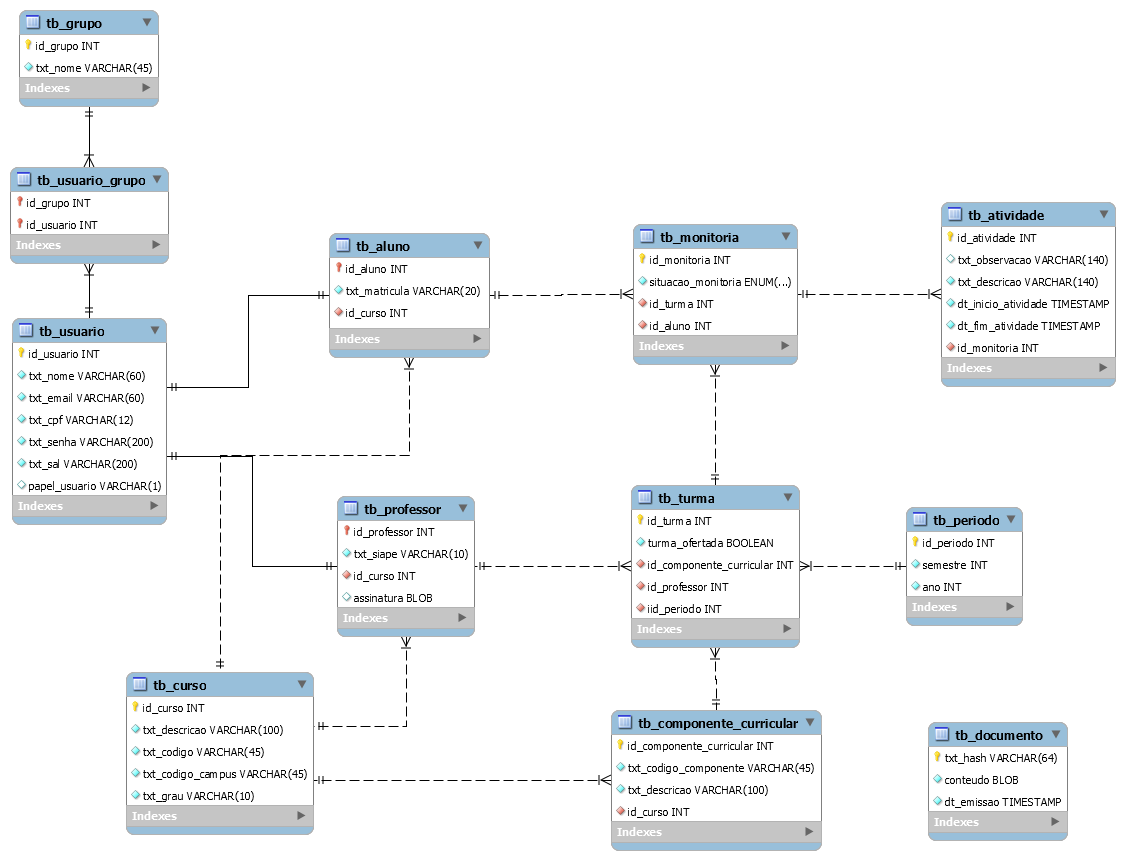 tb_grupo
id_grupo INT
txt_nome VARCHAR(45)
Indexes
tb_usuario_grupo
id_grupo INT
id_usuario INT
Indexes
tb_usuario
id_usuario INT
txt_nome VARCHAR(60)
txt_email VARCHAR(60)
txt_cpf VARCHAR(12)
txt_senha VARCHAR(200)
txt_sal VARCHAR(200)
papel_usuario VARCHAR(1)
Indexes
tb_aluno
id_aluno INT
txt_matricula VARCHAR(20)
id_curso INT
Indexes
tb_monitoria
id_monitoria INT
situacao_monitoria ENUM(...)
id_turma INT
id_aluno INT
Indexes
tb_atividade
id_atividade INT
txt_observacao VARCHAR(140)
txt_descricao VARCHAR(140)
dt_inicio_atividade TIMESTAMP
dt_fim_atividade TIMESTAMP
id_monitoria INT
Indexes
tb_professor
id_professor INT
txt_siape VARCHAR(10)
id_curso INT
assinatura BLOB
Indexes
tb_turma
id_turma INT
turma_ofertada BOOLEAN
id_componente_curricular INT
id_professor INT
iid_periodo INT
Indexes
tb_periodo
id_periodo INT
semestre INT
ano INT
Indexes
tb_curso
id_curso INT
txt_descricao VARCHAR(100)
txt_codigo VARCHAR(45)
txt_codigo_campus VARCHAR(45)
txt_grau VARCHAR(10)
Indexes
tb_componente_curricular
id_componente_curricular INT
txt_codigo_componente VARCHAR(45)
txt_descricao VARCHAR(100)
id_curso INT
Indexes
tb_documento
txt_hash VARCHAR(64)
conteudo BLOB
dt_emissao TIMESTAMP
Indexes